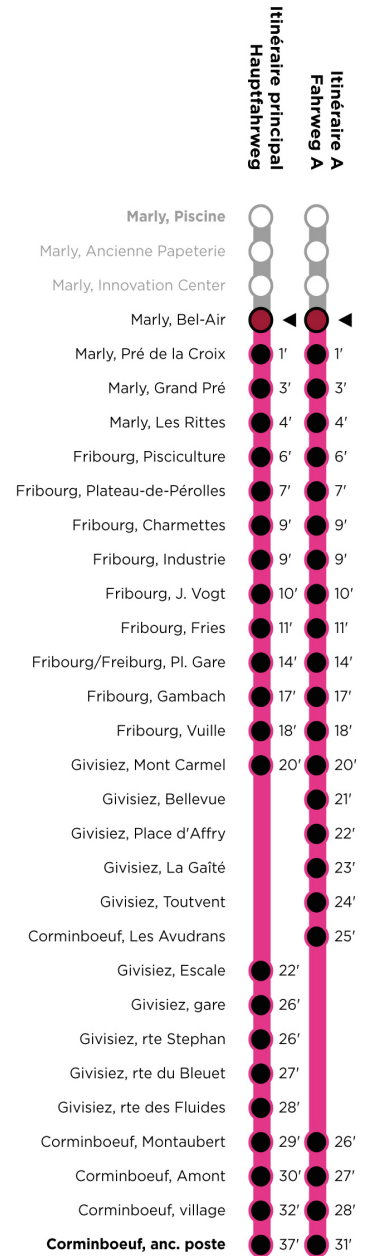 Itinéraire principal
Hauptfahrweg
Itinéraire A
Fahrweg A
Marly, Piscine
Marly, Ancienne Papeterie
Marly, Innovation Center
Marly, Bel-Air
Marly, Pré de la Croix 1' 1'
Marly, Grand Pré 3' 3'
Marly, Les Rittes 4' 4'
Fribourg, Pisciculture 6' 6'
Fribourg, Plateau-de-Pérolles 7' 7'
Fribourg, Charmettes 9' 9'
Fribourg, Industrie 9' 9'
Fribourg, J. Vogt 10' 10'
Fribourg, Fries 11' 11'
Fribourg/Freiburg, Pl. Gare 14' 14'
Fribourg, Gambach 17' 17'
Fribourg, Vuille 18' 18'
Givisiez, Mont Carmel 20' 20'
Givisiez, Bellevue 21'
Givisiez, Place d'Affry 22'
Givisiez, La Gaîté 23'
Givisiez, Toutvent 24'
Corminboeuf, Les Avudrans 25'
Givisiez, Escale 22'
Givisiez, gare 26'
Givisiez, rte Stephan 26'
Givisiez, rte du Bleuet 27'
Givisiez, rte des Fluides 28'
Corminboeuf, Montaubert 29' 26'
Corminboeuf, Amont 30' 27'
Corminboeuf, village 32' 28'
Corminboeuf, anc. poste 37' 31'